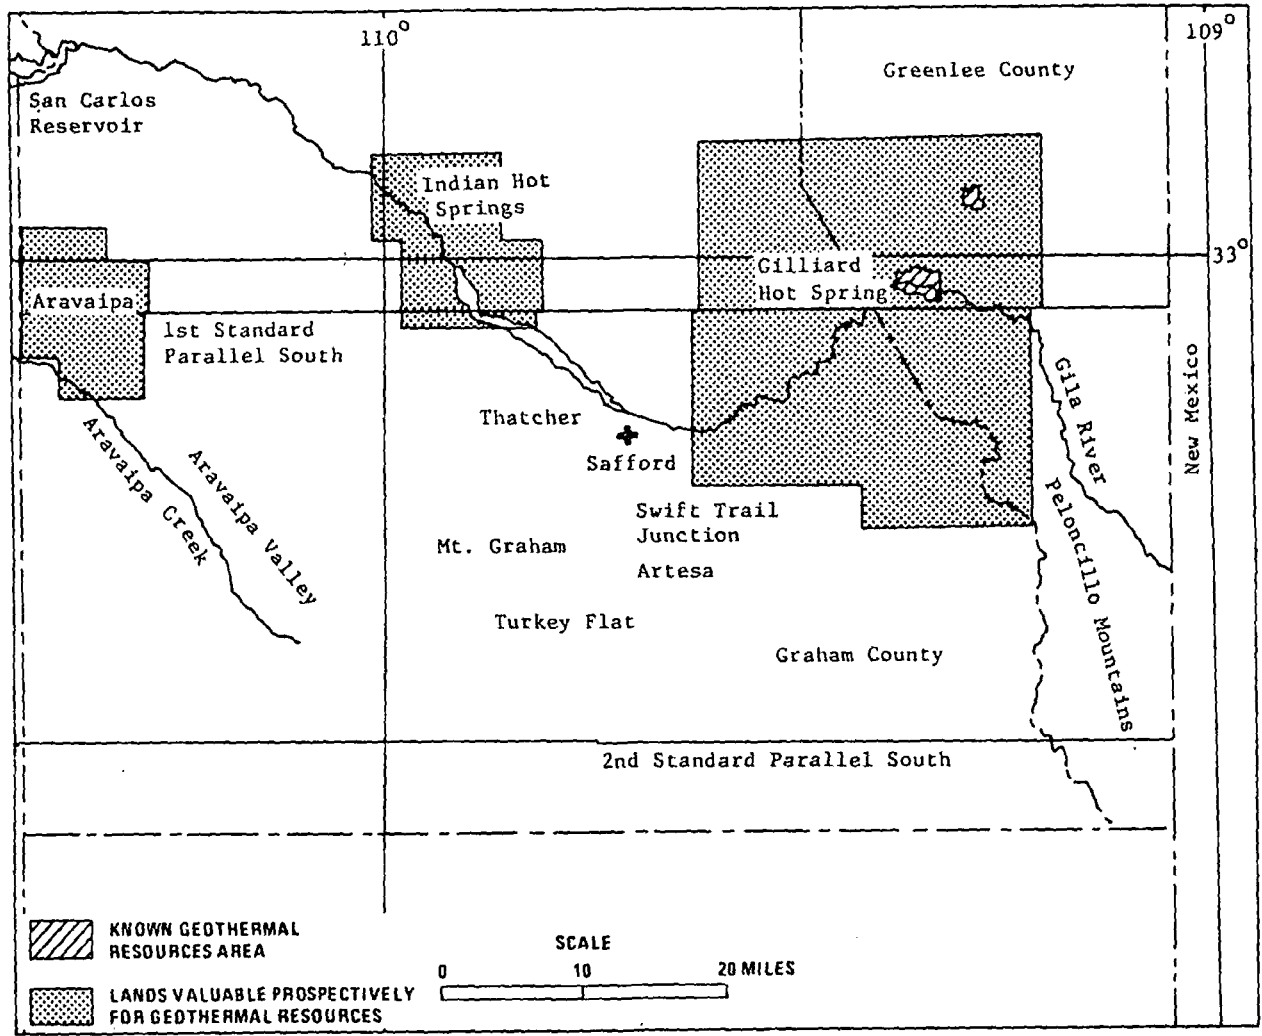 110°
109°
Greenlee County
San Carlos
Reservoir
Indian Hot
Springs
33°
Gilliard
Hot Spring
Aravaipa
1st Standard
Parallel South
Gila River
New Mexico
Thatcher
Safford
Aravaipa Creek
Aravaipa Valley
Swift Trail
Junction
Peloncillo Mountains
Mt. Graham
Artesa
Turkey Flat
Graham County
2nd Standard Parallel South
KNOWN GEOTHERMAL
RESOURCES AREA
SCALE
0 10 20 MILES
LANDS VALUABLE PROSPECTIVELY
FOR GEOTHERMAL RESOURCES